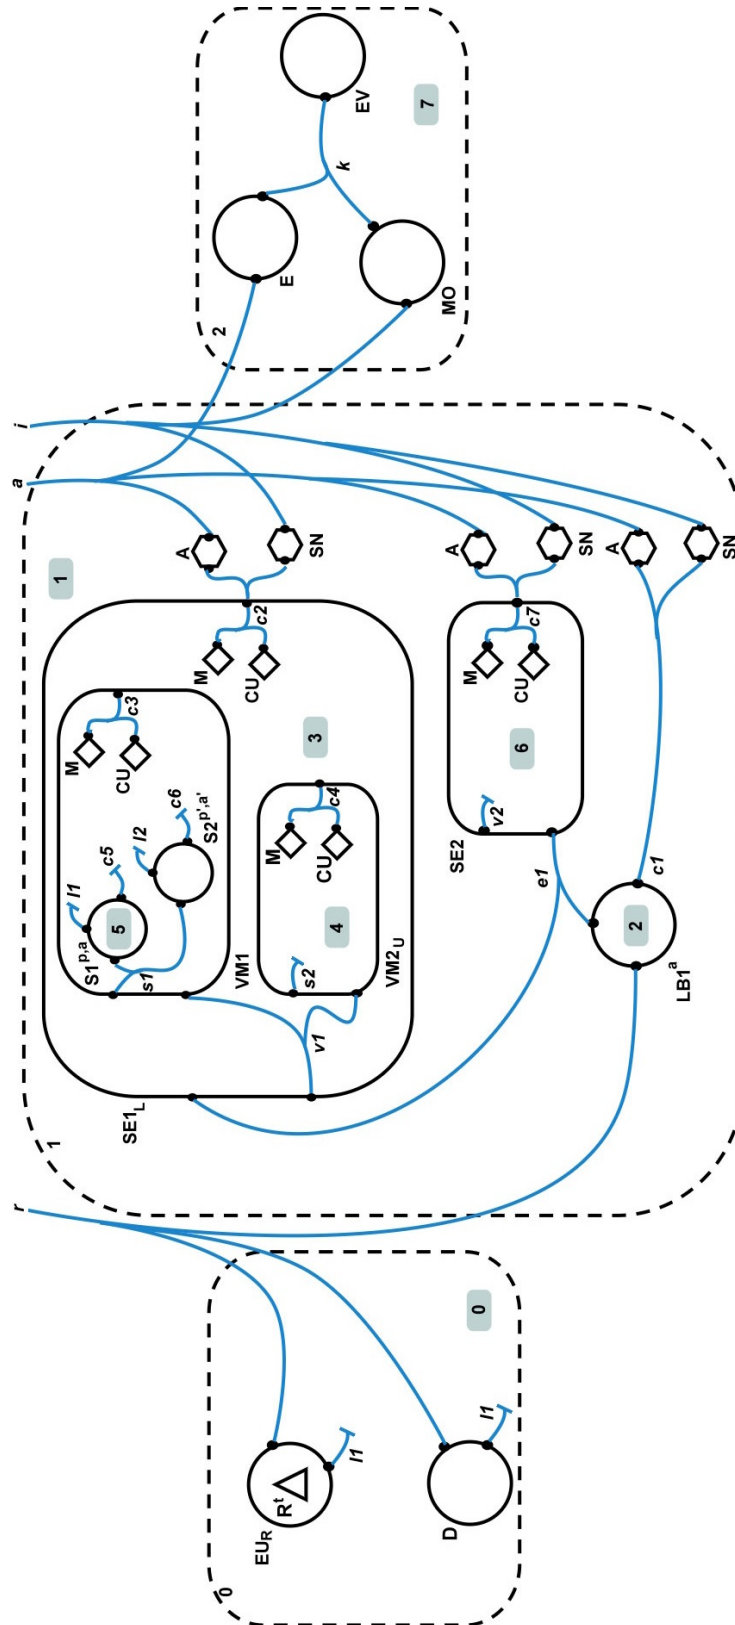 r
a
i
0
EU_R
R^t
l1
D
l1
0
1
1
SE1_L
S1^{p,a}
l1
5
c5
s1
l2
c6
S2^{p',a'}
M
CU
c3
VM1
v1
s2
4
M
CU
c4
VM2_U
3
M
CU
c2
A
SN
e1
SE2
v2
6
M
CU
c7
A
SN
2
LB1^a
c1
A
SN
2
E
MO
k
EV
7